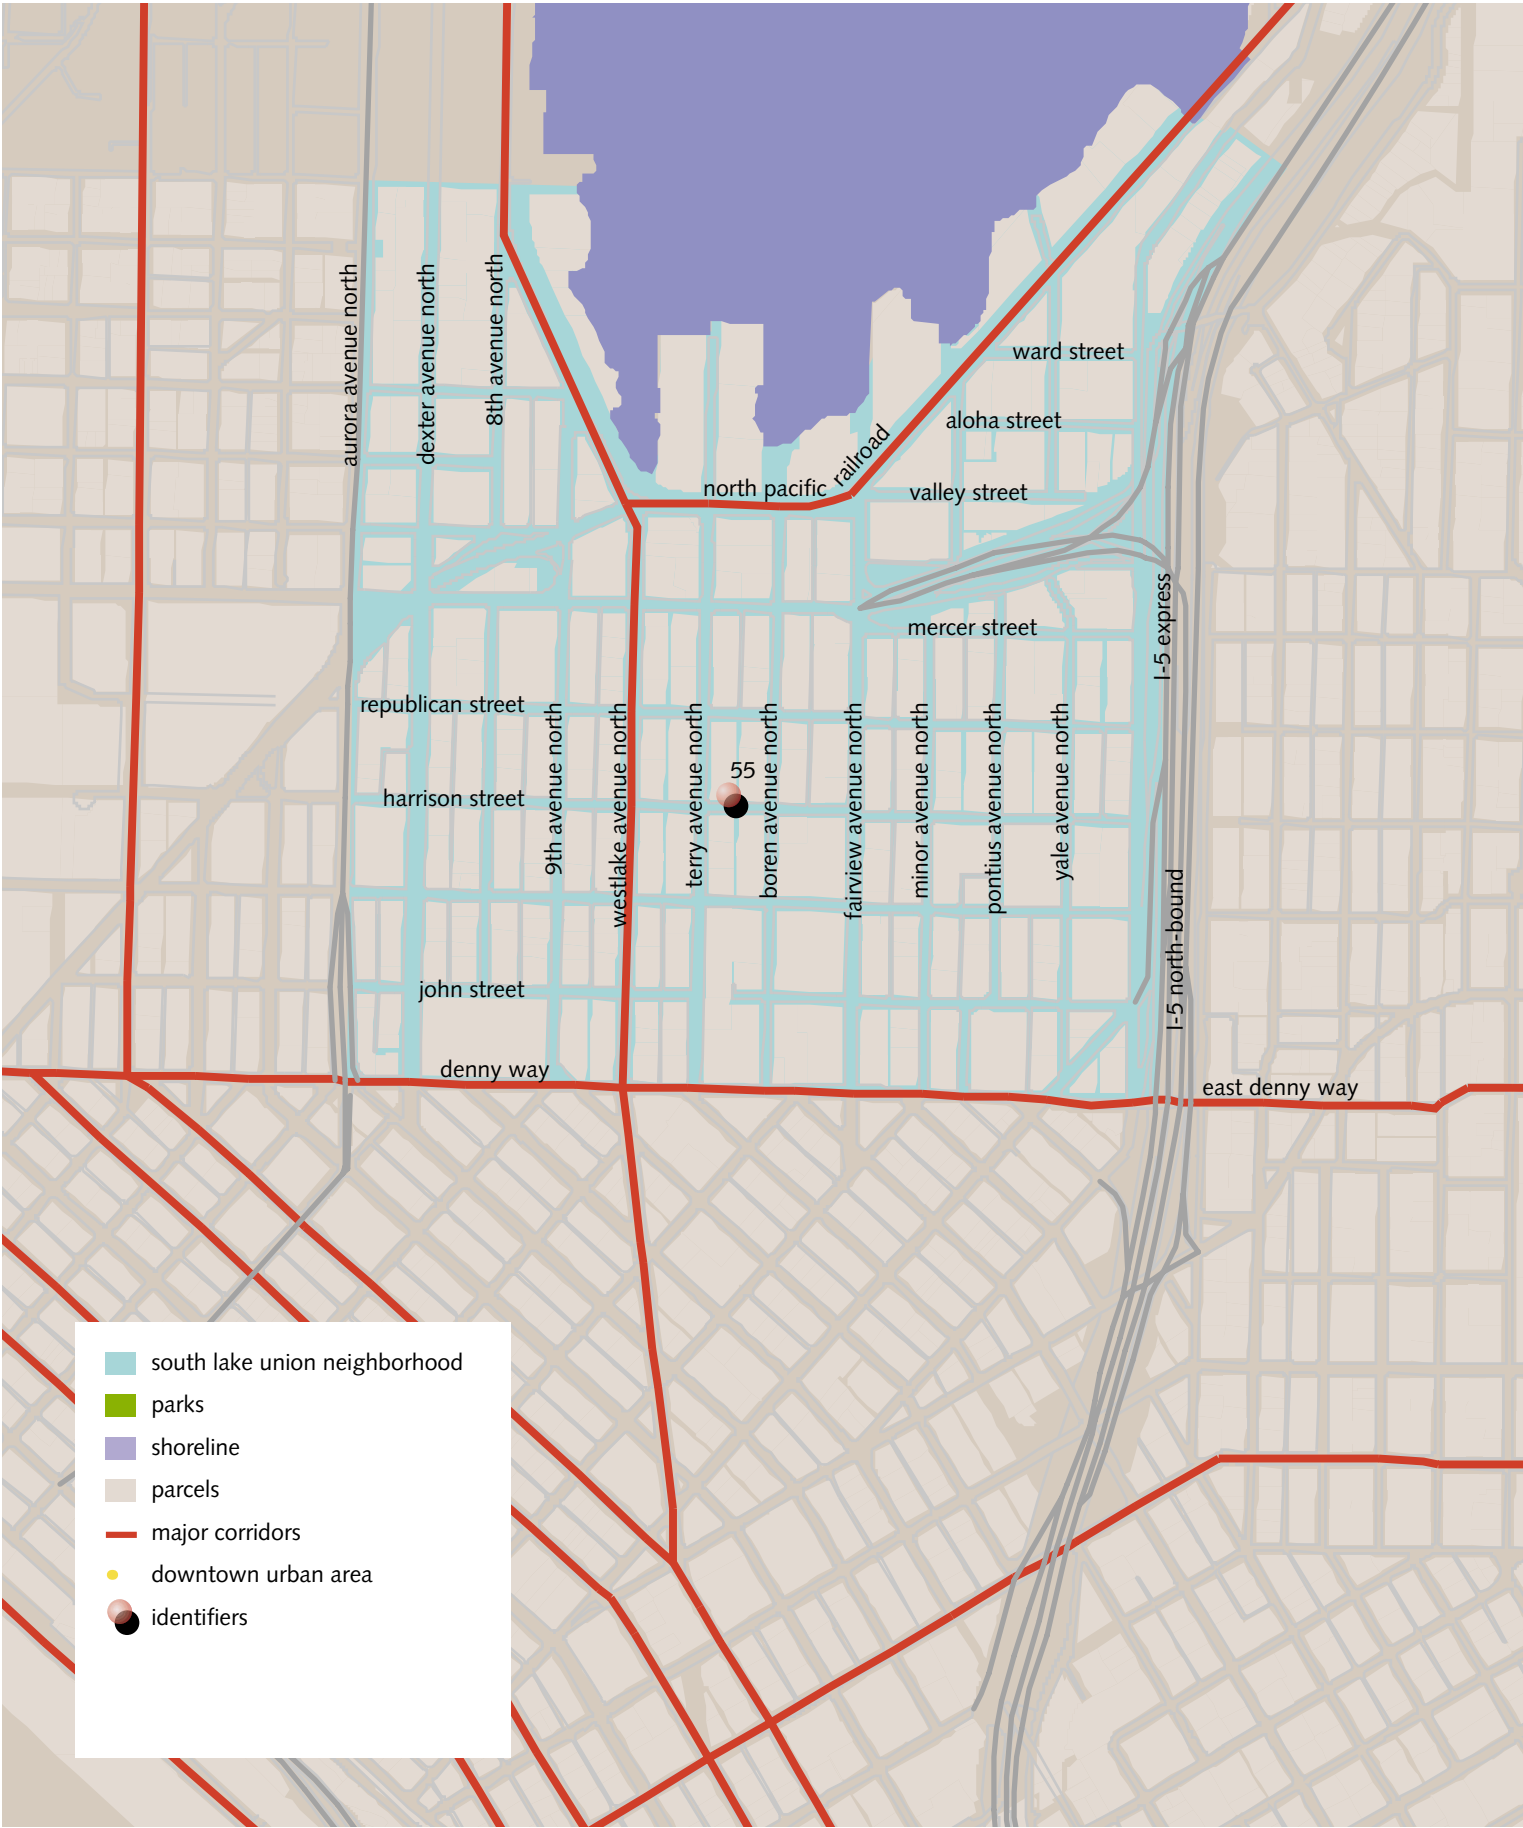 aurora avenue north
dexter avenue north
8th avenue north
ward street
aloha street
railroad
north pacific
valley street
mercer street
I-5 express
republican street
9th avenue north
westlake avenue north
terry avenue north
boren avenue north
fairview avenue north
minor avenue north
pontius avenue north
yale avenue north
55
harrison street
I-5 north-bound
john street
denny way
east denny way
south lake union neighborhood
parks
shoreline
parcels
major corridors
downtown urban area
identifiers